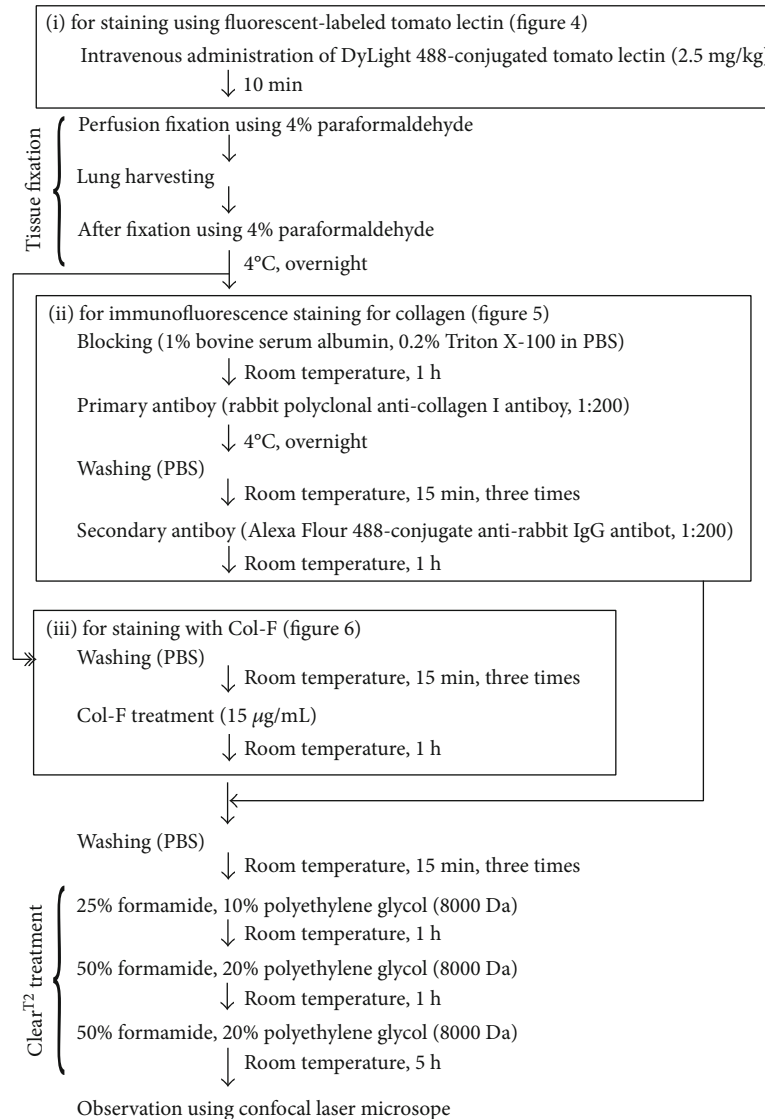 (i) for staining using fluorescent-labeled tomato lectin (figure 4)
Intravenous administration of DyLight 488-conjugated tomato lectin (2.5 mg/kg)
10 min
Tissue fixation
Perfusion fixation using 4% paraformaldehyde
Lung harvesting
After fixation using 4% paraformaldehyde
4°C, overnight
(ii) for immunofluorescence staining for collagen (figure 5)
Blocking (1% bovine serum albumin, 0.2% Triton X-100 in PBS)
Room temperature, 1 h
Primary antiboy (rabbit polyclonal anti-collagen I antiboy, 1:200)
4°C, overnight
Washing (PBS)
Room temperature, 15 min, three times
Secondary antiboy (Alexa Flour 488-conjugate anti-rabbit IgG antibot, 1:200)
Room temperature, 1 h
(iii) for staining with Col-F (figure 6)
Washing (PBS)
Room temperature, 15 min, three times
Col-F treatment (15 μg/mL)
Room temperature, 1 h
Washing (PBS)
Room temperature, 15 min, three times
Clear^T2 treatment
25% formamide, 10% polyethylene glycol (8000 Da)
Room temperature, 1 h
50% formamide, 20% polyethylene glycol (8000 Da)
Room temperature, 1 h
50% formamide, 20% polyethylene glycol (8000 Da)
Room temperature, 5 h
Observation using confocal laser microsope